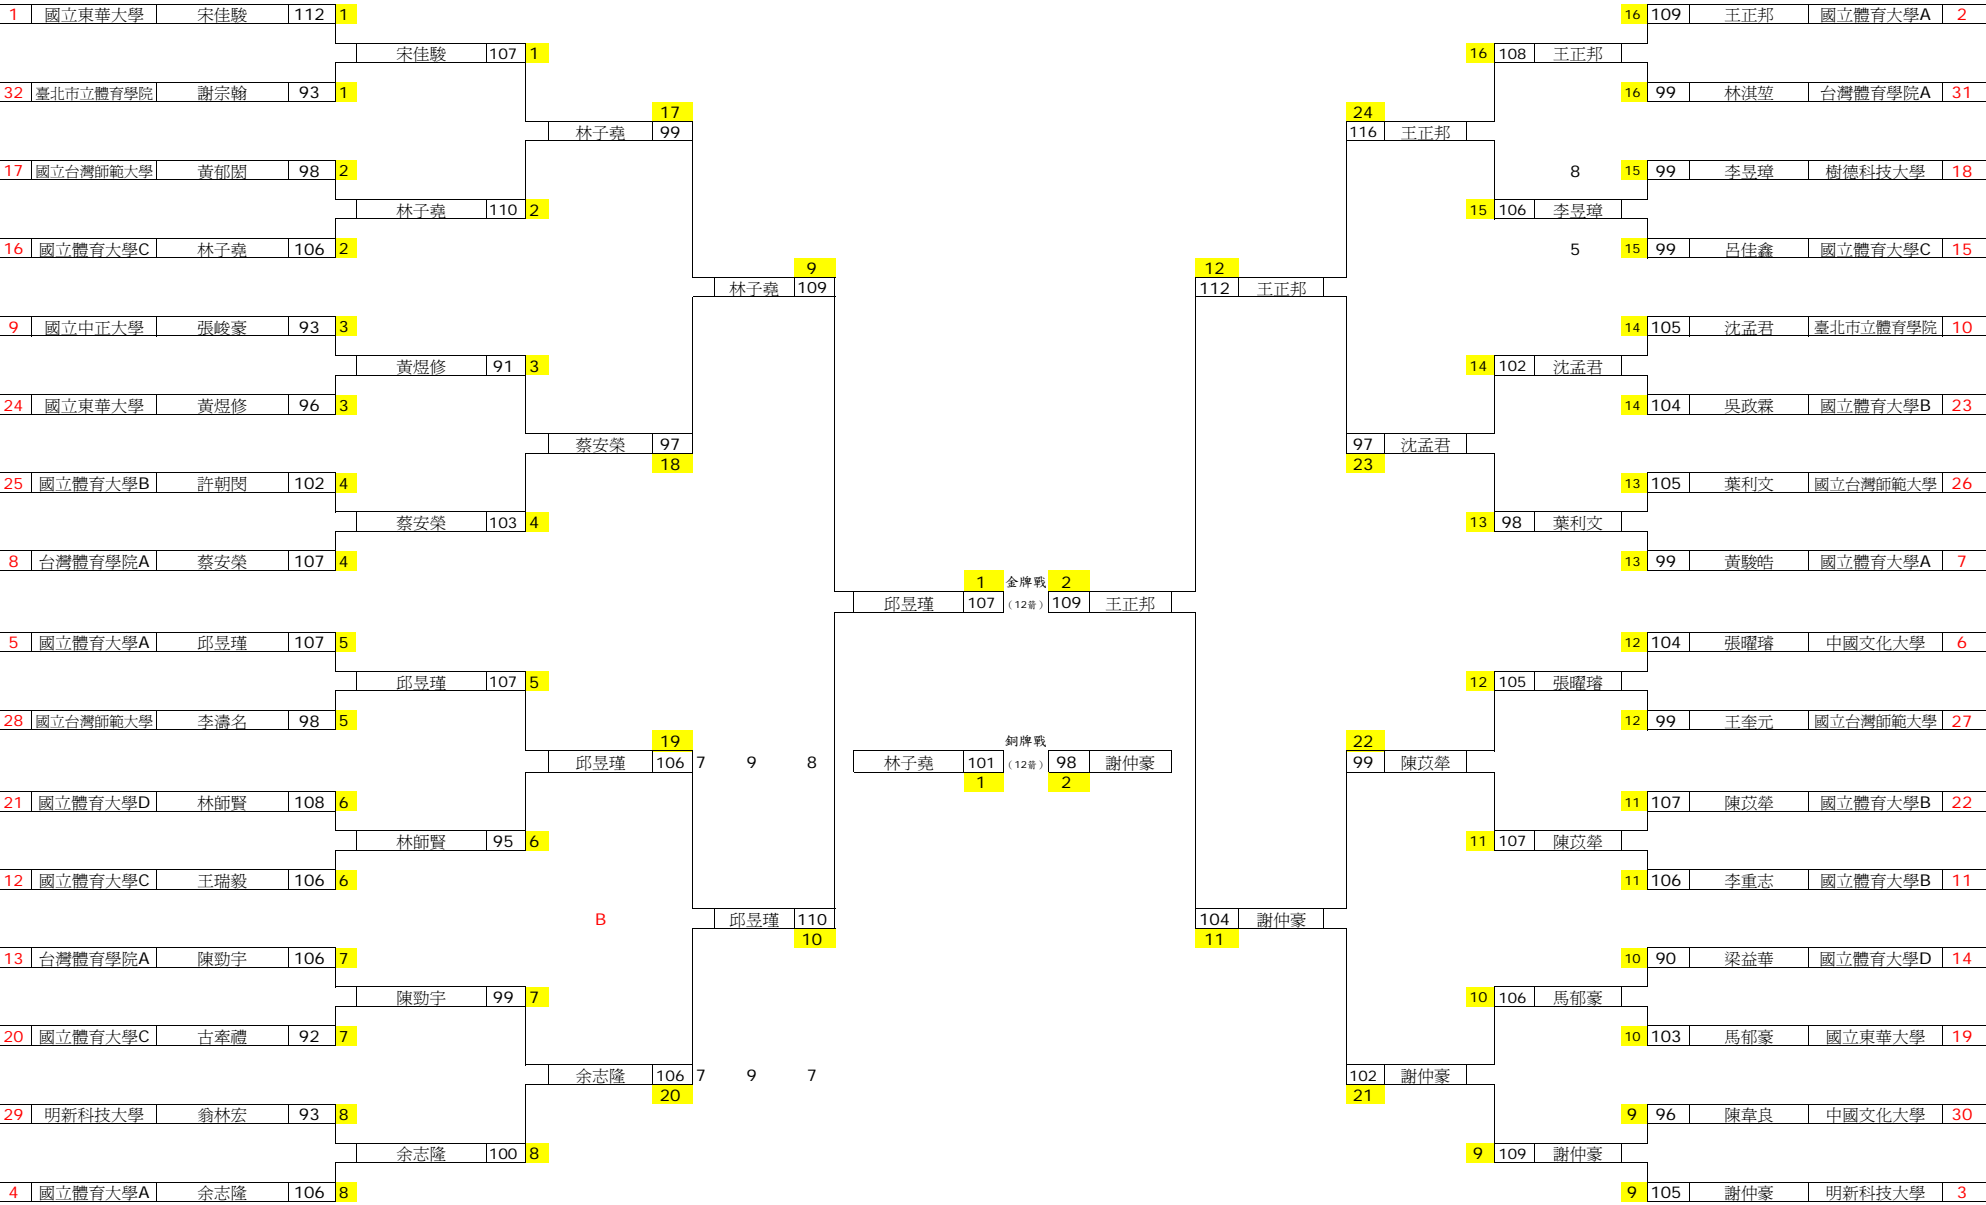 1 國立東華大學 宋佳駿 112 1 16 109 王正邦 國立體育大學A 2
宋佳駿 107 1 16 108 王正邦
32 臺北市立體育學院 謝宗翰 93 1 16 99 林淇堃 台灣體育學院A 31
17 24
林子堯 99 116 王正邦
17 國立台灣師範大學 黃郁閎 98 2 8 15 99 李昱璋 樹德科技大學 18
林子堯 110 2 15 106 李昱璋
16 國立體育大學C 林子堯 106 2 5 15 99 呂佳鑫 國立體育大學C 15
9 12
林子堯 109 112 王正邦
9 國立中正大學 張峻豪 93 3 14 105 沈孟君 臺北市立體育學院 10
黃煜修 91 3 14 102 沈孟君
24 國立東華大學 黃煜修 96 3 14 104 吳政霖 國立體育大學B 23
蔡安榮 97 97 沈孟君
18 23
25 國立體育大學B 許朝閔 102 4 13 105 葉利文 國立台灣師範大學 26
蔡安榮 103 4 13 98 葉利文
8 台灣體育學院A 蔡安榮 107 4 13 99 黃駿皓 國立體育大學A 7
1 金牌戰 2
邱昱瑾 107 (12箭) 109 王正邦
5 國立體育大學A 邱昱瑾 107 5 12 104 張曜璿 中國文化大學 6
邱昱瑾 107 5 12 105 張曜璿
28 國立台灣師範大學 李濤名 98 5 12 99 王奎元 國立台灣師範大學 27
19 銅牌戰 22
邱昱瑾 106 7 9 8 林子堯 101 (12箭) 98 謝仲豪 99 陳苡犖
1 2
21 國立體育大學D 林師賢 108 6 11 107 陳苡犖 國立體育大學B 22
林師賢 95 6 11 107 陳苡犖
12 國立體育大學C 王瑞毅 106 6 11 106 李重志 國立體育大學B 11
B 邱昱瑾 110 104 謝仲豪
10 11
13 台灣體育學院A 陳勁宇 106 7 10 90 梁益華 國立體育大學D 14
陳勁宇 99 7 10 106 馬郁豪
20 國立體育大學C 古牽禮 92 7 10 103 馬郁豪 國立東華大學 19
余志隆 106 7 9 7 102 謝仲豪
20 21
29 明新科技大學 翁林宏 93 8 9 96 陳韋良 中國文化大學 30
余志隆 100 8 9 109 謝仲豪
4 國立體育大學A 余志隆 106 8 9 105 謝仲豪 明新科技大學 3